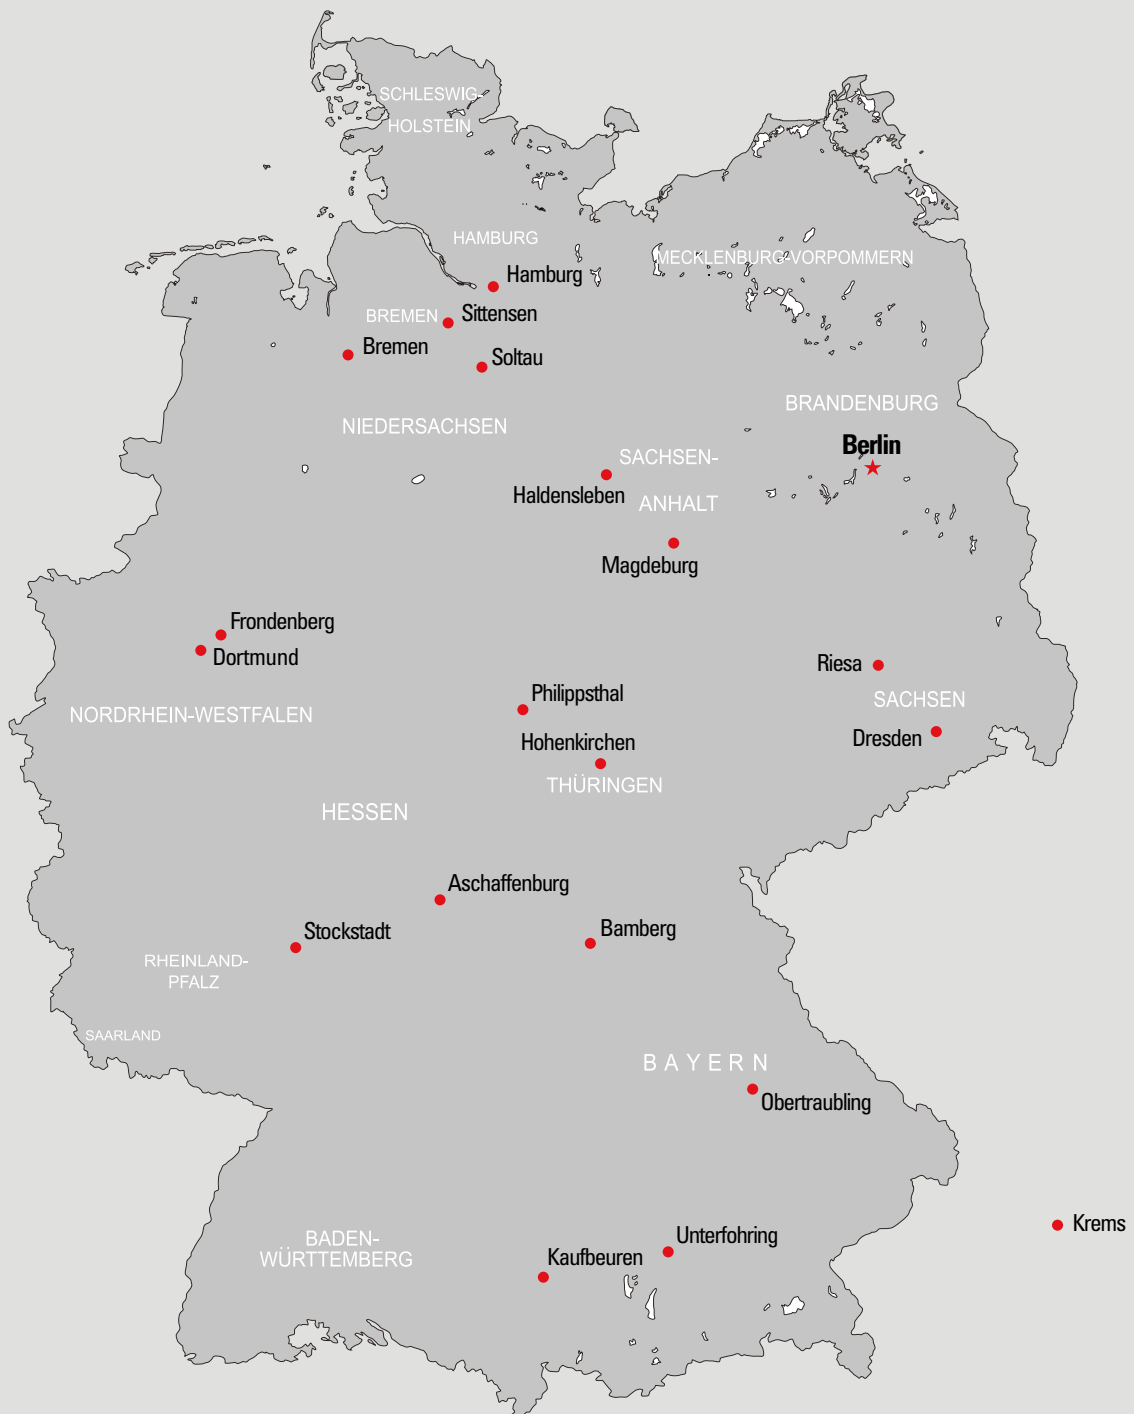 SCHLESWIG-
HOLSTEIN
HAMBURG
MECKLENBURG-VORPOMMERN
Hamburg
BREMEN
Sittensen
Bremen
Soltau
BRANDENBURG
NIEDERSACHSEN
Berlin
SACHSEN-
Haldensleben
ANHALT
Magdeburg
Frondenberg
Dortmund
Riesa
Philippsthal
SACHSEN
NORDRHEIN-WESTFALEN
Dresden
Hohenkirchen
THÜRINGEN
HESSEN
Aschaffenburg
Bamberg
Stockstadt
RHEINLAND-
PFALZ
SAARLAND
BAYERN
Obertraubling
Krems
BADEN-
Unterfohring
WÜRTTEMBERG
Kaufbeuren